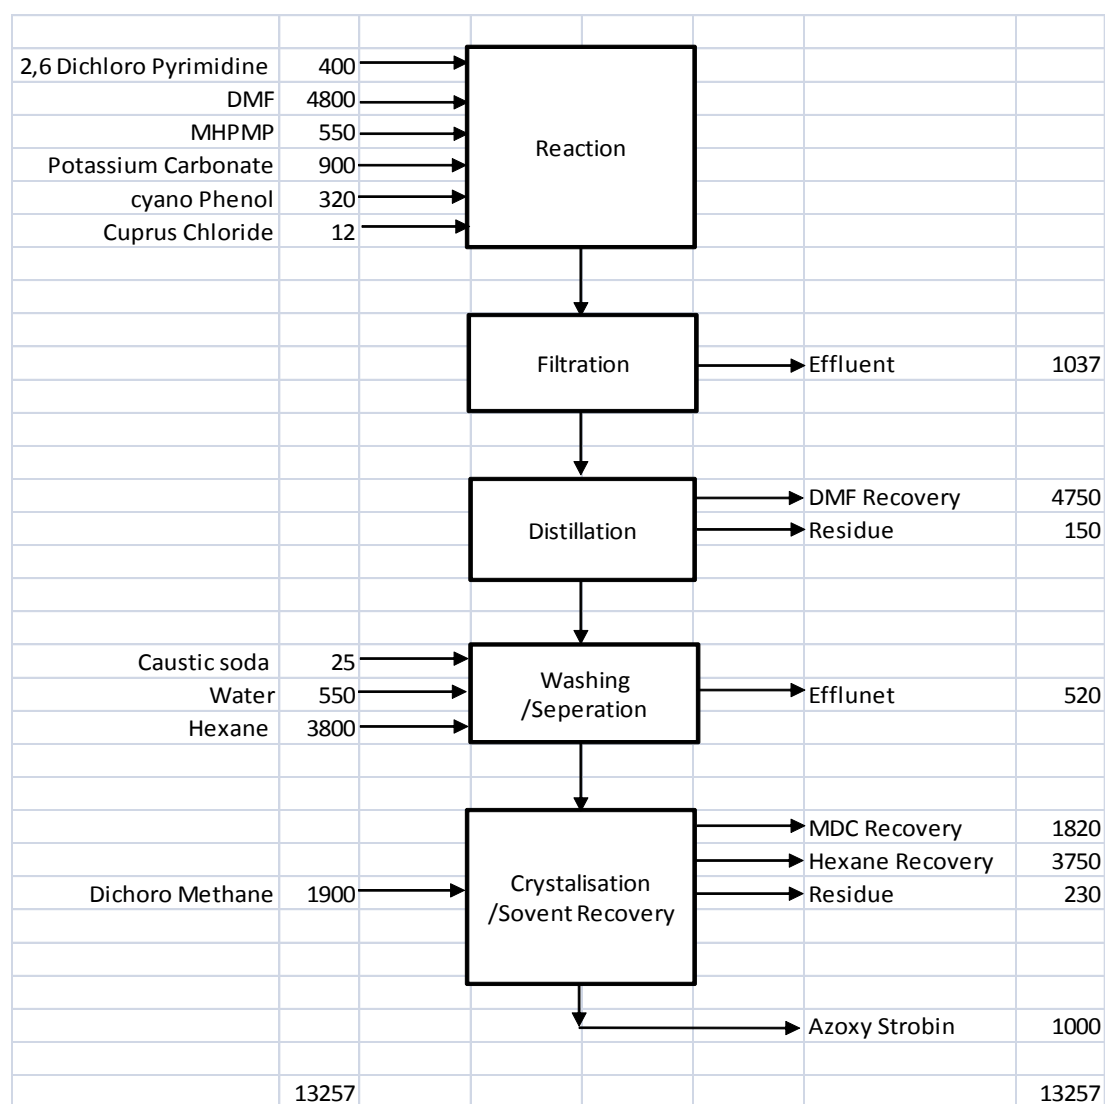 2,6 Dichloro Pyrimidine 400
DMF 4800
MHPMP 550
Reaction
Potassium Carbonate 900
cyano Phenol 320
Cuprus Chloride 12
Filtration Effluent 1037
DMF Recovery 4750
Distillation
Residue 150
Caustic soda 25
Washing
/Seperation
Water 550
Efflunet 520
Hexane 3800
MDC Recovery 1820
Hexane Recovery 3750
Dichoro Methane 1900
Crystalisation
/Sovent Recovery
Residue 230
Azoxy Strobin 1000
13257 13257